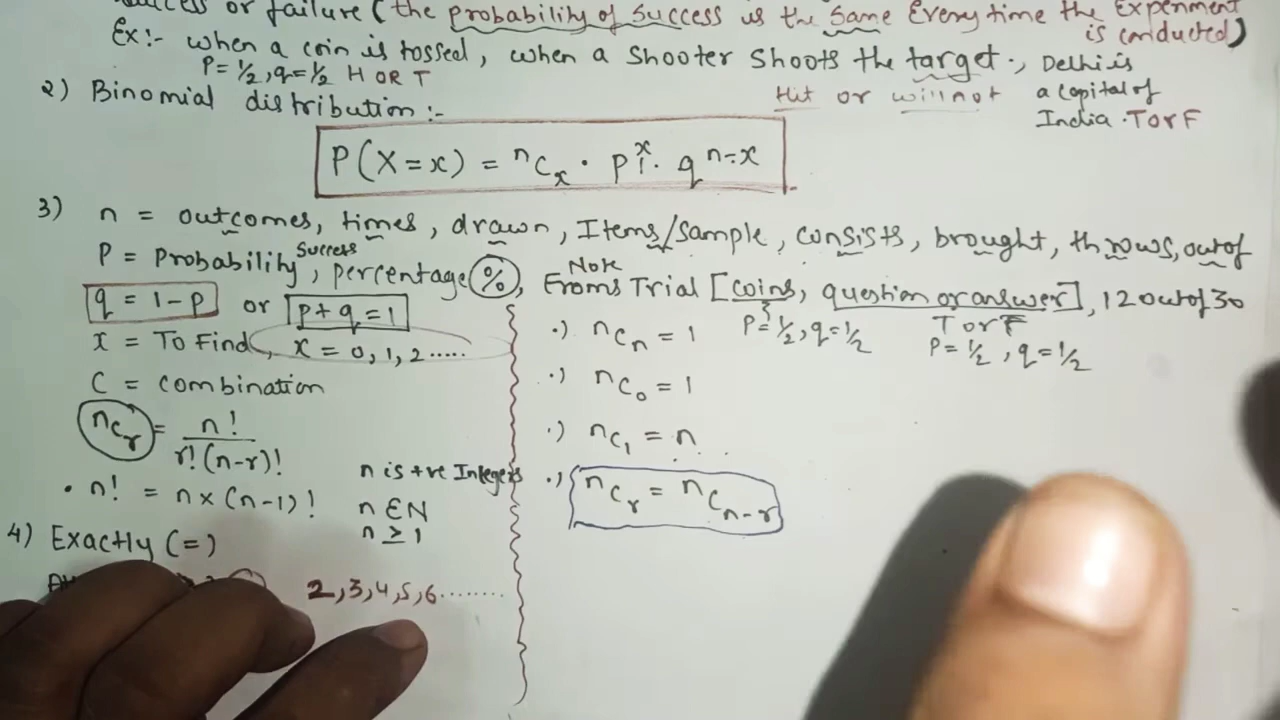 or failure (the probability of success is the same Every time the Experiment
is conducted)
Ex:- when a coin is tossed, when a shooter shoots the target., Delhi is
a capital of
India. T or F
P=½, q=½ H OR T
Hit or will not
2) Binomial distribution :-
P(X=x) = ⁿCₓ · pˣ · qⁿ⁻ˣ
3) n = outcomes, times, drawn, Items/sample, consists, brought, throws, out of
P = Probability Success, percentage (%), From Trial [coins, question or answer], 12 out of 30
Note
q = 1-p or p+q=1
x = To Find, x = 0, 1, 2 .....
C = combination
ⁿCᵣ = n! / r!(n-r)!
· n! = n×(n-1)!
n is +ve Integers
n ∈ N
n ≥ 1
.) ⁿCₙ = 1
P=½, q=½
T or F
P=½, q=½
.) ⁿC₀ = 1
.) ⁿC₁ = n
.) ⁿCᵣ = ⁿCₙ₋ᵣ
4) Exactly (=)
2,3,4,5,6........